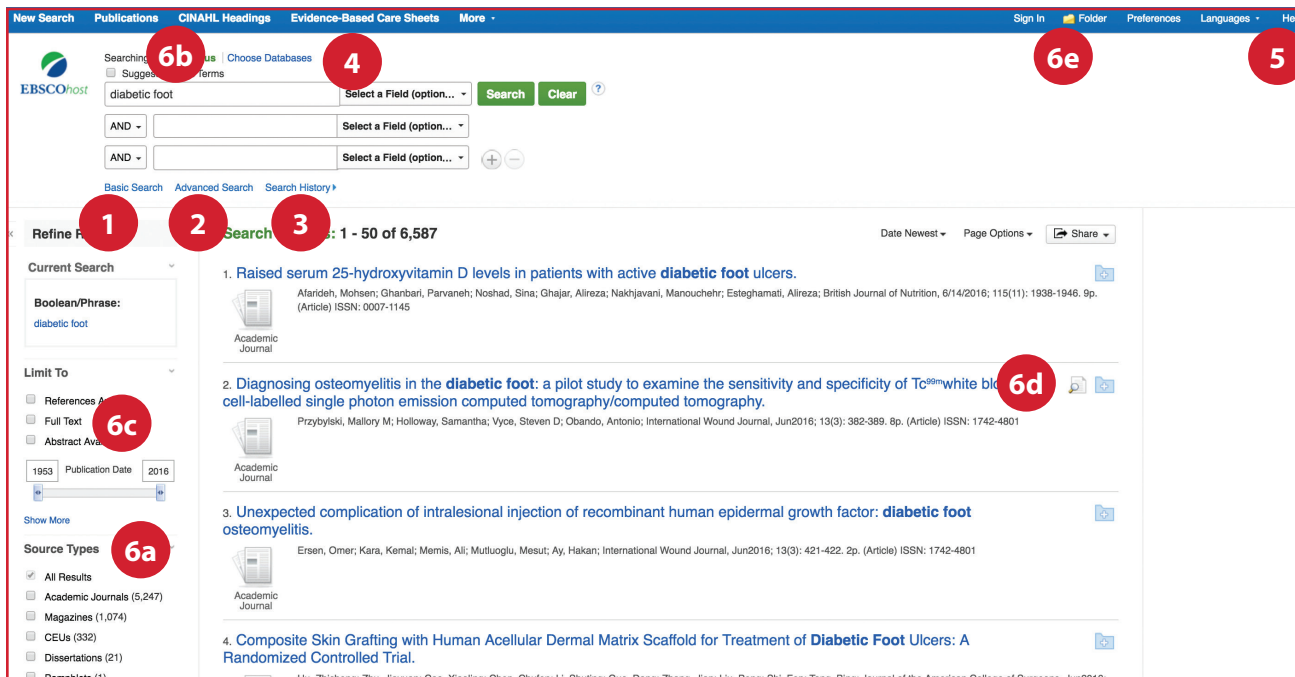 New Search Publications CINAHL Headings Evidence-Based Care Sheets More
Sign In Folder Preferences Languages
6b 4 6e 5
Searching us Choose Databases
Terms
EBSCOhost
diabetic foot Select a Field (option... Search Clear ?
AND Select a Field (option...
AND Select a Field (option...
Basic Search Advanced Search Search History
1 2 3
Refine
Search : 1 - 50 of 6,587
Date Newest Page Options Share
Current Search
Boolean/Phrase:
diabetic foot
Limit To
References
Full Text
Abstract
6c
1953 Publication Date 2016
Show More
Source Types
6a
All Results
Academic Journals (5,247)
Magazines (1,074)
CEUs (332)
Dissertations (21)
1. Raised serum 25-hydroxyvitamin D levels in patients with active diabetic foot ulcers.
Afarideh, Mohsen; Ghanbari, Parvaneh; Noshad, Sina; Ghajar, Alireza; Nakhjavani, Manouchehr; Esteghamati, Alireza; British Journal of Nutrition, 6/14/2016; 115(11): 1938-1946. 9p.
(Article) ISSN: 0007-1145
Academic
Journal
2. Diagnosing osteomyelitis in the diabetic foot: a pilot study to examine the sensitivity and specificity of Tc99mwhite
cell-labelled single photon emission computed tomography/computed tomography.
6d
Przybylski, Mallory M; Holloway, Samantha; Vyce, Steven D; Obando, Antonio; International Wound Journal, Jun2016; 13(3): 382-389. 8p. (Article) ISSN: 1742-4801
Academic
Journal
3. Unexpected complication of intralesional injection of recombinant human epidermal growth factor: diabetic foot
osteomyelitis.
Ersen, Omer; Kara, Kemal; Memis, Ali; Mutluoglu, Mesut; Ay, Hakan; International Wound Journal, Jun2016; 13(3): 421-422. 2p. (Article) ISSN: 1742-4801
Academic
Journal
4. Composite Skin Grafting with Human Acellular Dermal Matrix Scaffold for Treatment of Diabetic Foot Ulcers: A
Randomized Controlled Trial.